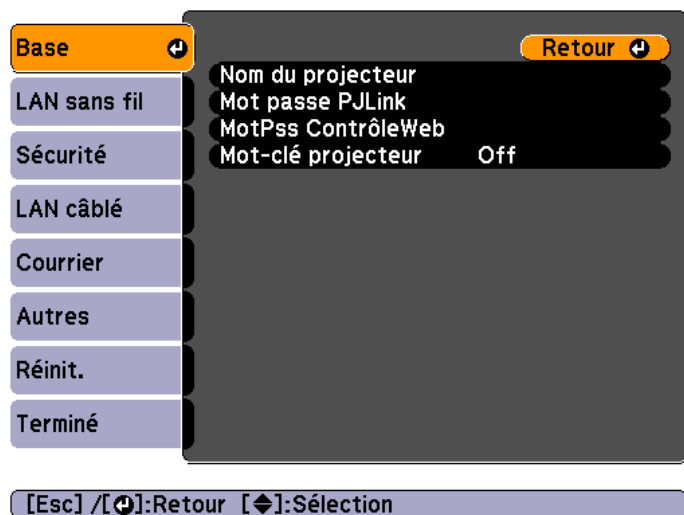 Base
LAN sans fil
Sécurité
LAN câblé
Courrier
Autres
Réinit.
Terminé
Retour
Nom du projecteur
Mot passe PJLink
MotPss ContrôleWeb
Mot-clé projecteur Off
[Esc] /[⏎]:Retour [◆]:Sélection